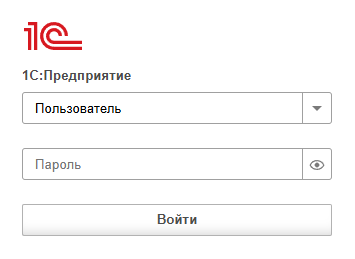 1С
1С:Предприятие
Пользователь
Пароль
Войти